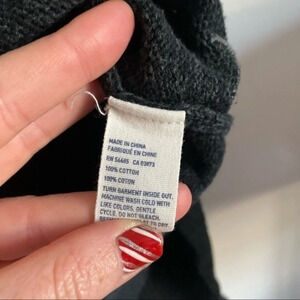 MADE IN CHINA
FABRIQUÉ EN CHINE
RN 54485 CA 03973
100% COTTON
100% COTON
TURN GARMENT INSIDE OUT.
MACHINE WASH COLD WITH
LIKE COLORS, GENTLE
CYCLE. DO NOT BLEACH.
DRY.